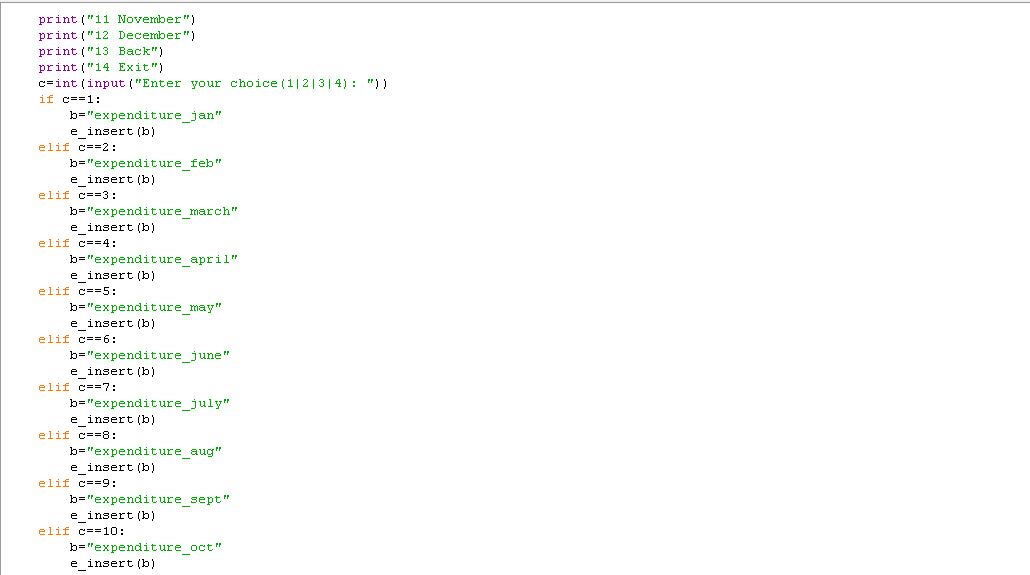 print("11 November")
print("12 December")
print("13 Back")
print("14 Exit")
c=int(input("Enter your choice(1|2|3|4): "))
if c==1:
    b="expenditure_jan"
    e_insert(b)
elif c==2:
    b="expenditure_feb"
    e_insert(b)
elif c==3:
    b="expenditure_march"
    e_insert(b)
elif c==4:
    b="expenditure_april"
    e_insert(b)
elif c==5:
    b="expenditure_may"
    e_insert(b)
elif c==6:
    b="expenditure_june"
    e_insert(b)
elif c==7:
    b="expenditure_july"
    e_insert(b)
elif c==8:
    b="expenditure_aug"
    e_insert(b)
elif c==9:
    b="expenditure_sept"
    e_insert(b)
elif c==10:
    b="expenditure_oct"
    e_insert(b)